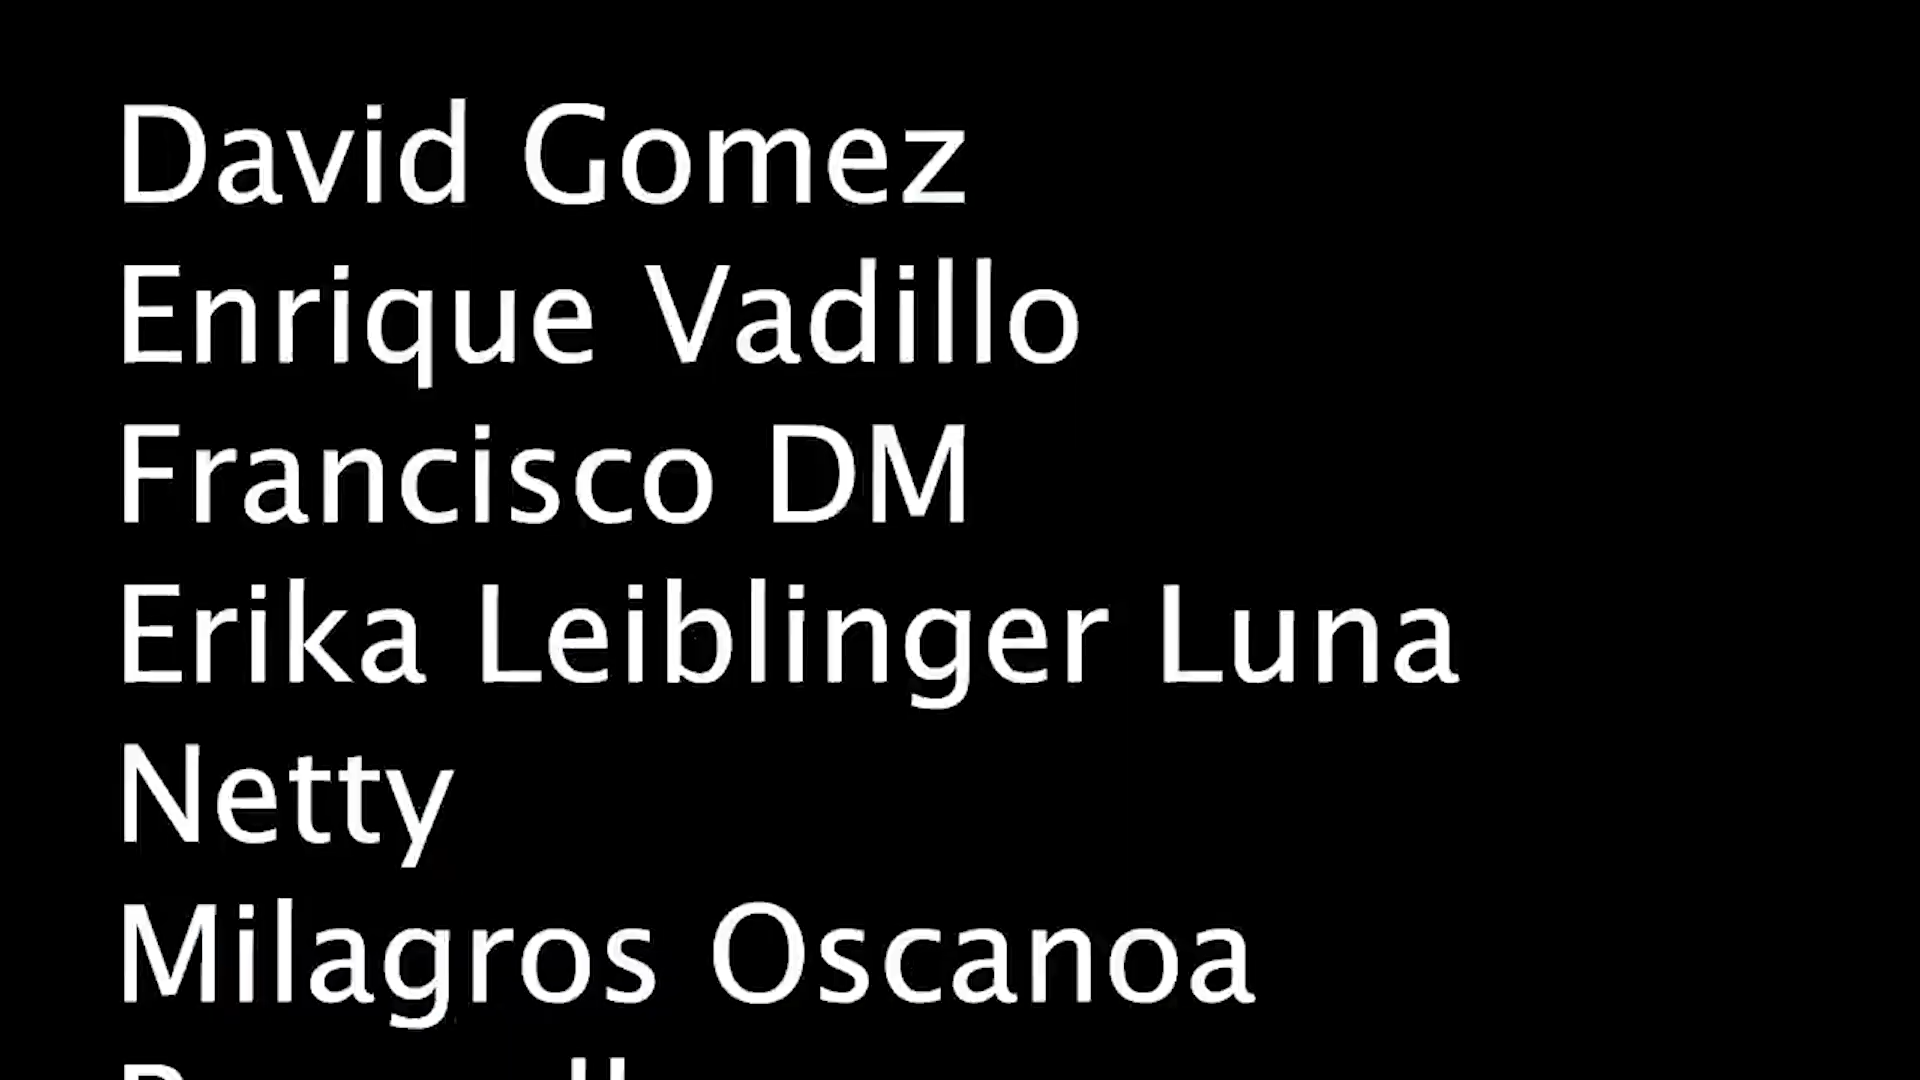 David Gomez
Enrique Vadillo
Francisco DM
Erika Leiblinger Luna
Netty
Milagros Oscanoa